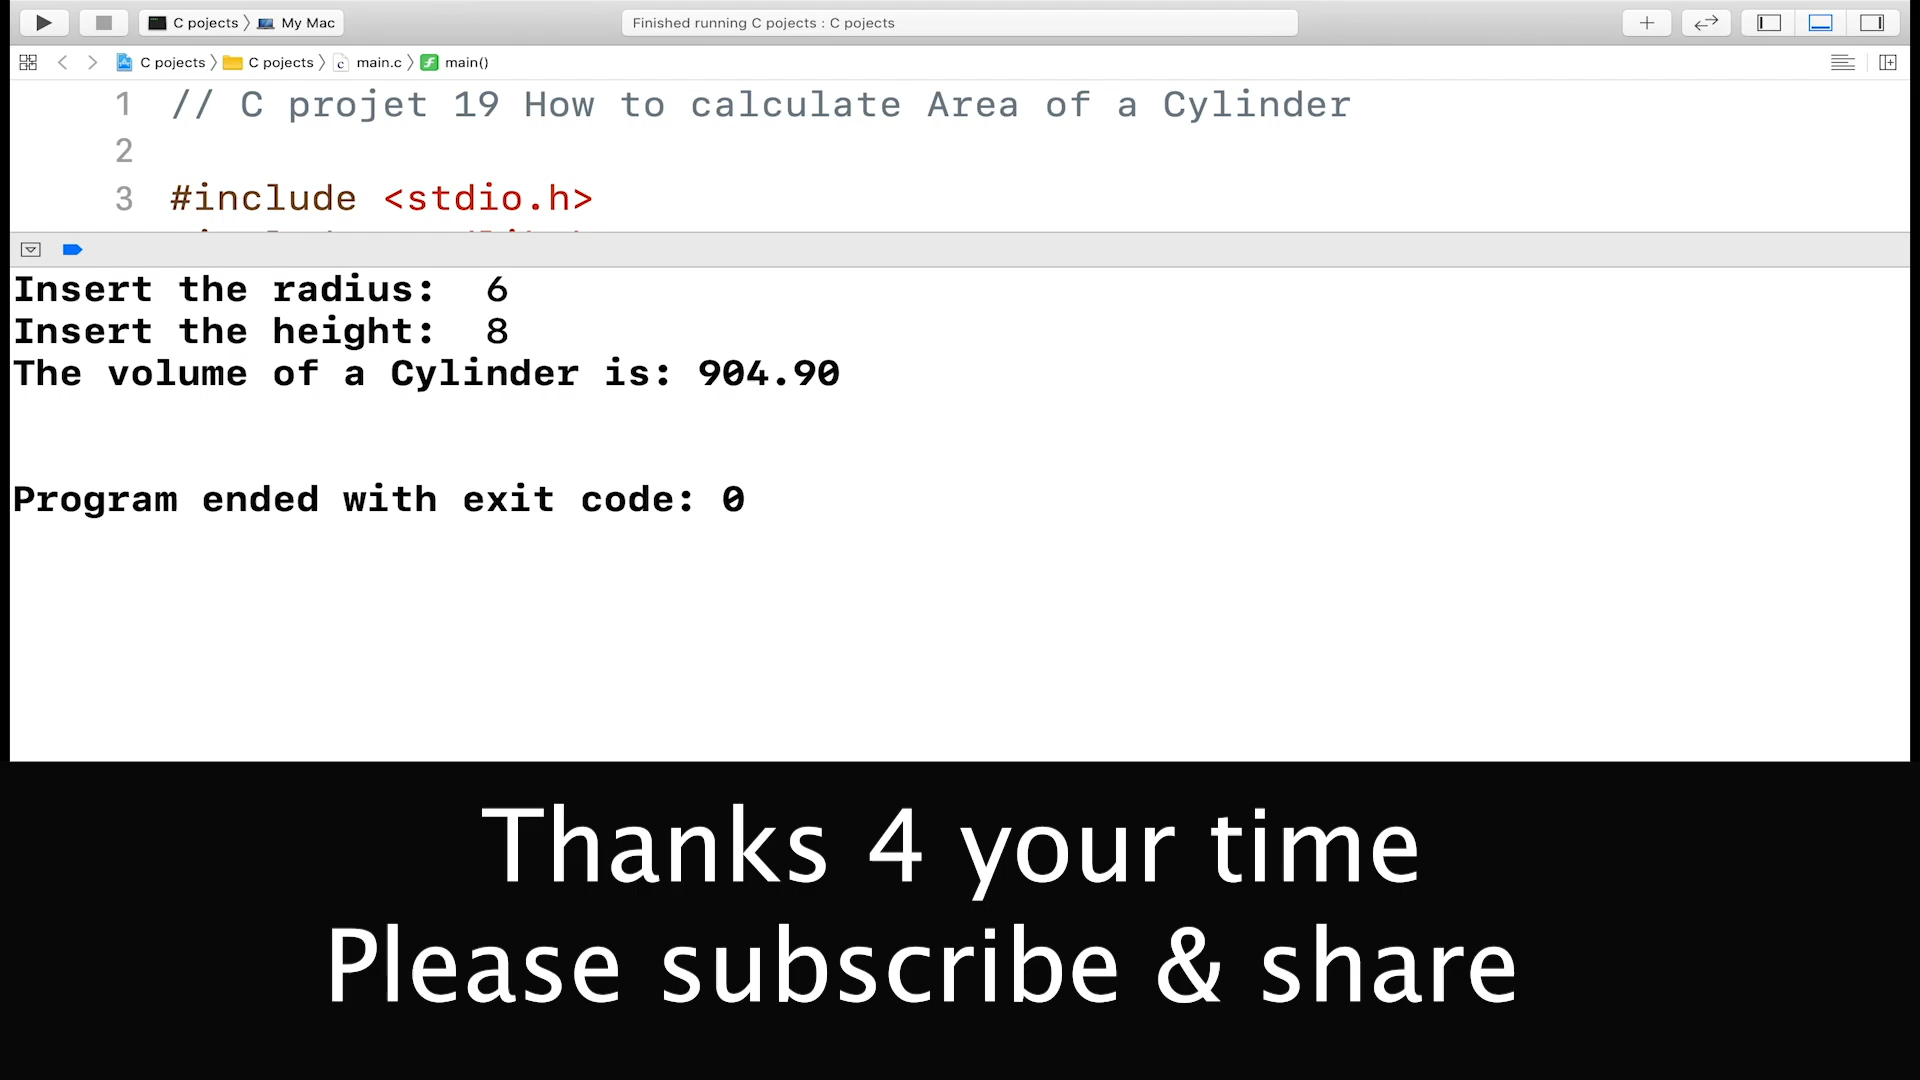 C pojects 〉 My Mac
Finished running C pojects : C pojects
C pojects 〉 C pojects 〉 c main.c 〉 f main()
1 // C projet 19 How to calculate Area of a Cylinder
2
3 #include <stdio.h>
Insert the radius: 6
Insert the height: 8
The volume of a Cylinder is: 904.90
Program ended with exit code: 0
Thanks 4 your time
Please subscribe & share